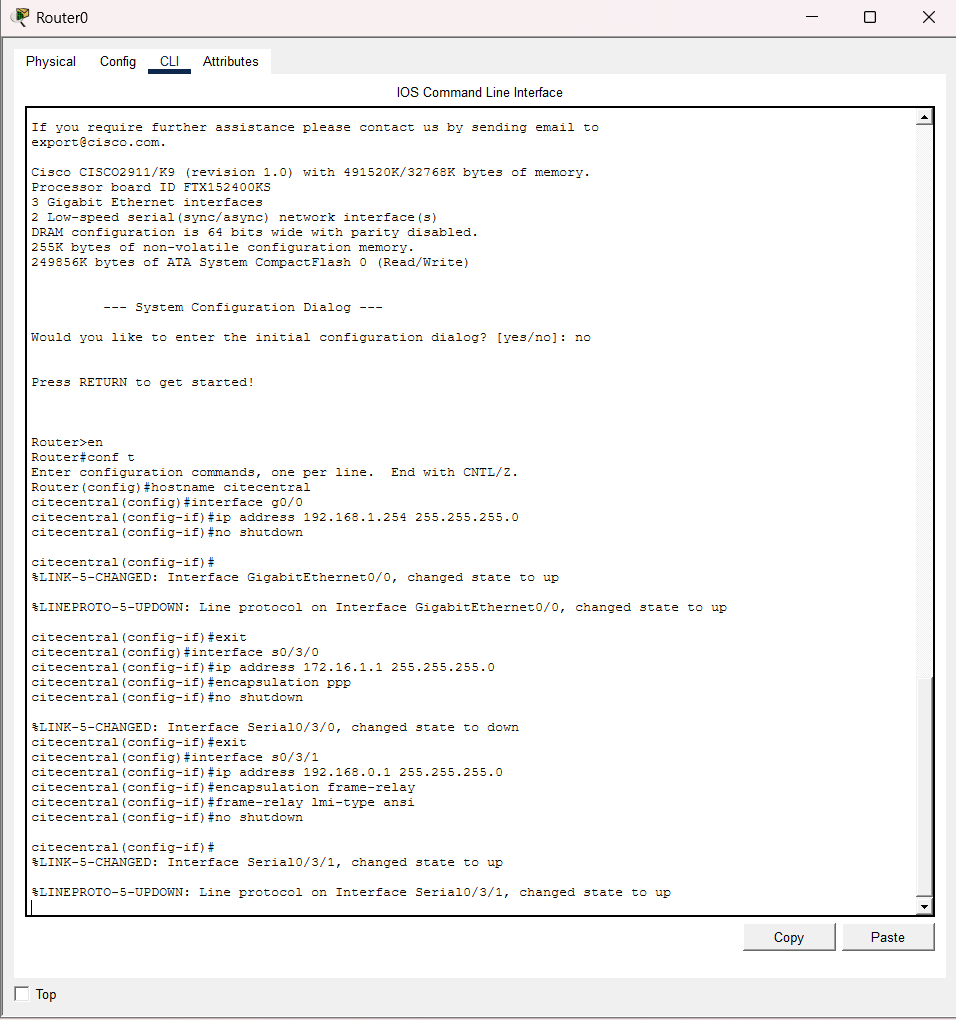 Router0
Physical Config CLI Attributes
IOS Command Line Interface
If you require further assistance please contact us by sending email to
export@cisco.com.
Cisco CISCO2911/K9 (revision 1.0) with 491520K/32768K bytes of memory.
Processor board ID FTX152400KS
3 Gigabit Ethernet interfaces
2 Low-speed serial(sync/async) network interface(s)
DRAM configuration is 64 bits wide with parity disabled.
255K bytes of non-volatile configuration memory.
249856K bytes of ATA System CompactFlash 0 (Read/Write)
--- System Configuration Dialog ---
Would you like to enter the initial configuration dialog? [yes/no]: no
Press RETURN to get started!
Router>en
Router#conf t
Enter configuration commands, one per line.  End with CNTL/Z.
Router(config)#hostname citecentral
citecentral(config)#interface g0/0
citecentral(config-if)#ip address 192.168.1.254 255.255.255.0
citecentral(config-if)#no shutdown
citecentral(config-if)#
%LINK-5-CHANGED: Interface GigabitEthernet0/0, changed state to up
%LINEPROTO-5-UPDOWN: Line protocol on Interface GigabitEthernet0/0, changed state to up
citecentral(config-if)#exit
citecentral(config)#interface s0/3/0
citecentral(config-if)#ip address 172.16.1.1 255.255.255.0
citecentral(config-if)#encapsulation ppp
citecentral(config-if)#no shutdown
%LINK-5-CHANGED: Interface Serial0/3/0, changed state to down
citecentral(config-if)#exit
citecentral(config)#interface s0/3/1
citecentral(config-if)#ip address 192.168.0.1 255.255.255.0
citecentral(config-if)#encapsulation frame-relay
citecentral(config-if)#frame-relay lmi-type ansi
citecentral(config-if)#no shutdown
citecentral(config-if)#
%LINK-5-CHANGED: Interface Serial0/3/1, changed state to up
%LINEPROTO-5-UPDOWN: Line protocol on Interface Serial0/3/1, changed state to up
Copy Paste
Top